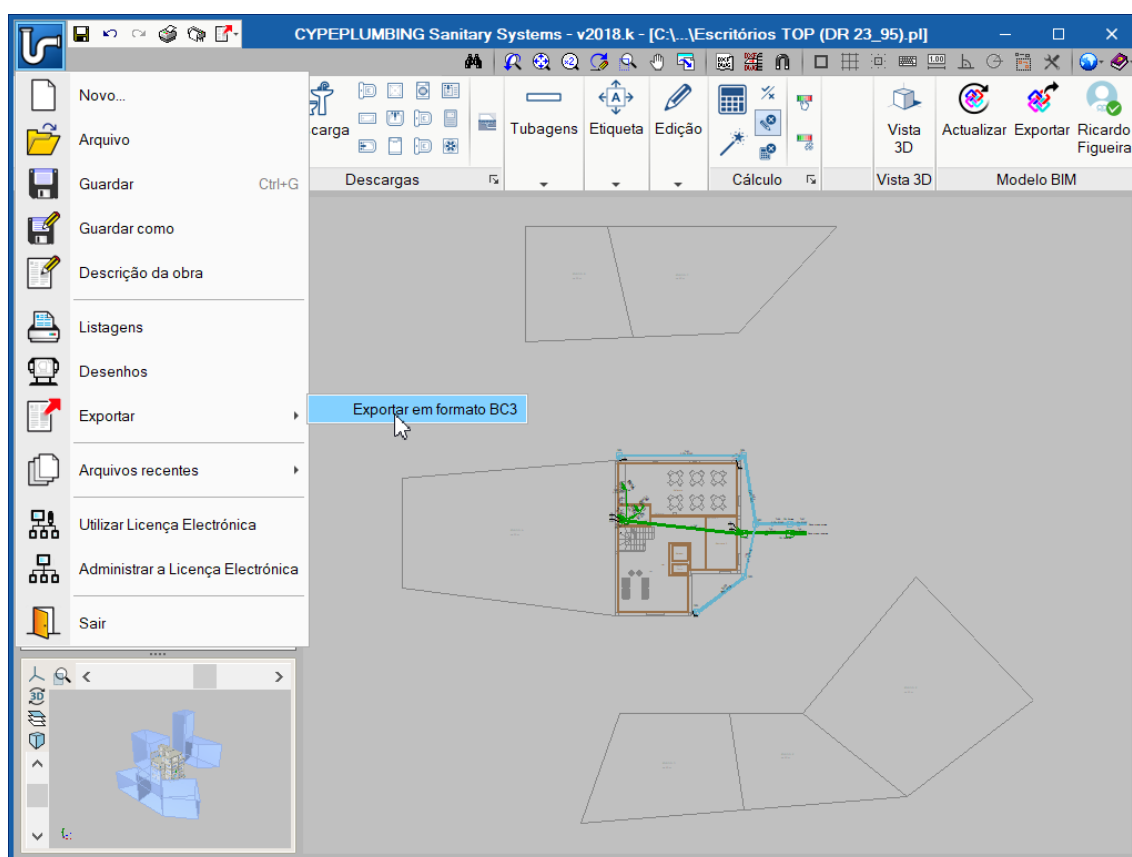 CYPEPLUMBING Sanitary Systems - v2018.k - [C:\...\Escritórios TOP (DR 23_95).pl]
Novo...
Arquivo
Guardar Ctrl+G
Guardar como
Descrição da obra
Listagens
Desenhos
Exportar
Exportar em formato BC3
Arquivos recentes
Utilizar Licença Electrónica
Administrar a Licença Electrónica
Sair
carga
Descargas
Tubagens
Etiqueta
Edição
Cálculo
Vista 3D
Vista 3D
Actualizar
Exportar
Ricardo Figueira
Modelo BIM
3D